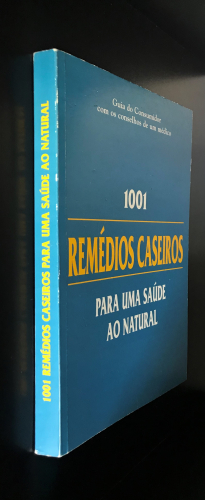 Guia do Consumidor
com os conselhos de um médico
1001
REMÉDIOS CASEIROS
PARA UMA SAÚDE
AO NATURAL
1001 REMÉDIOS CASEIROS PARA UMA SAÚDE AO NATURAL